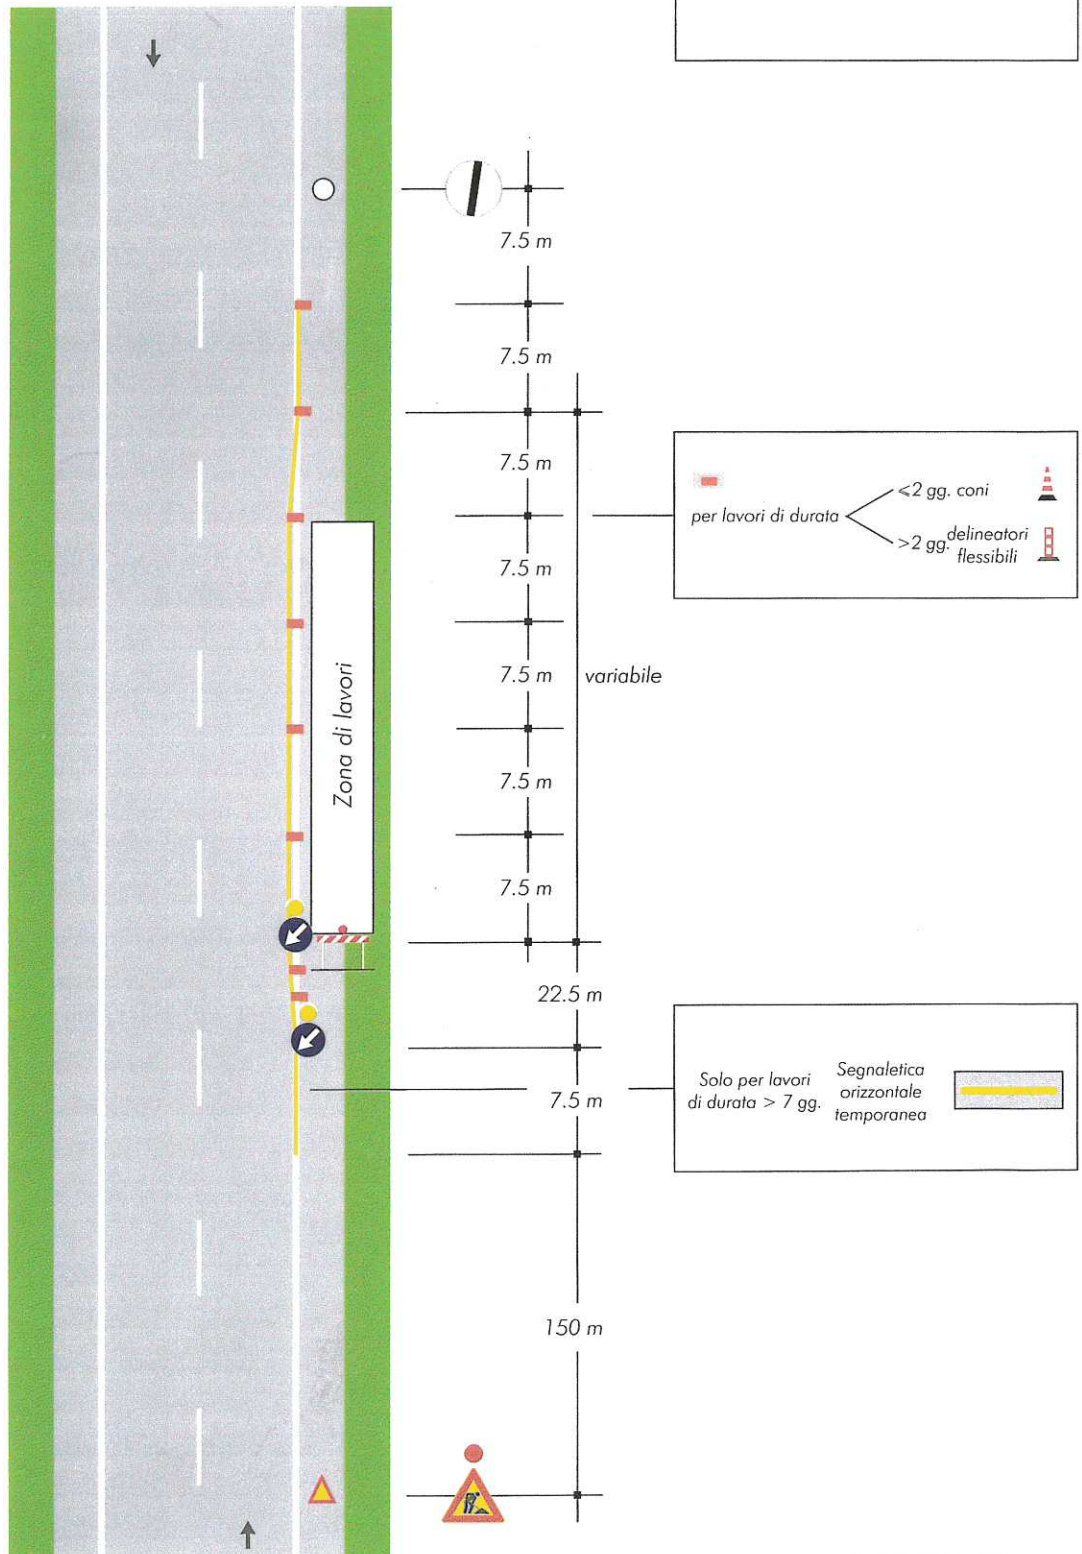 7.5 m
7.5 m
7.5 m
<2 gg. coni
per lavori di durata
>2 gg. delineatori
flessibili
7.5 m
7.5 m
variabile
Zona di lavori
7.5 m
7.5 m
22.5 m
Solo per lavori
di durata > 7 gg.
Segnaletica
orizzontale
temporanea
7.5 m
150 m